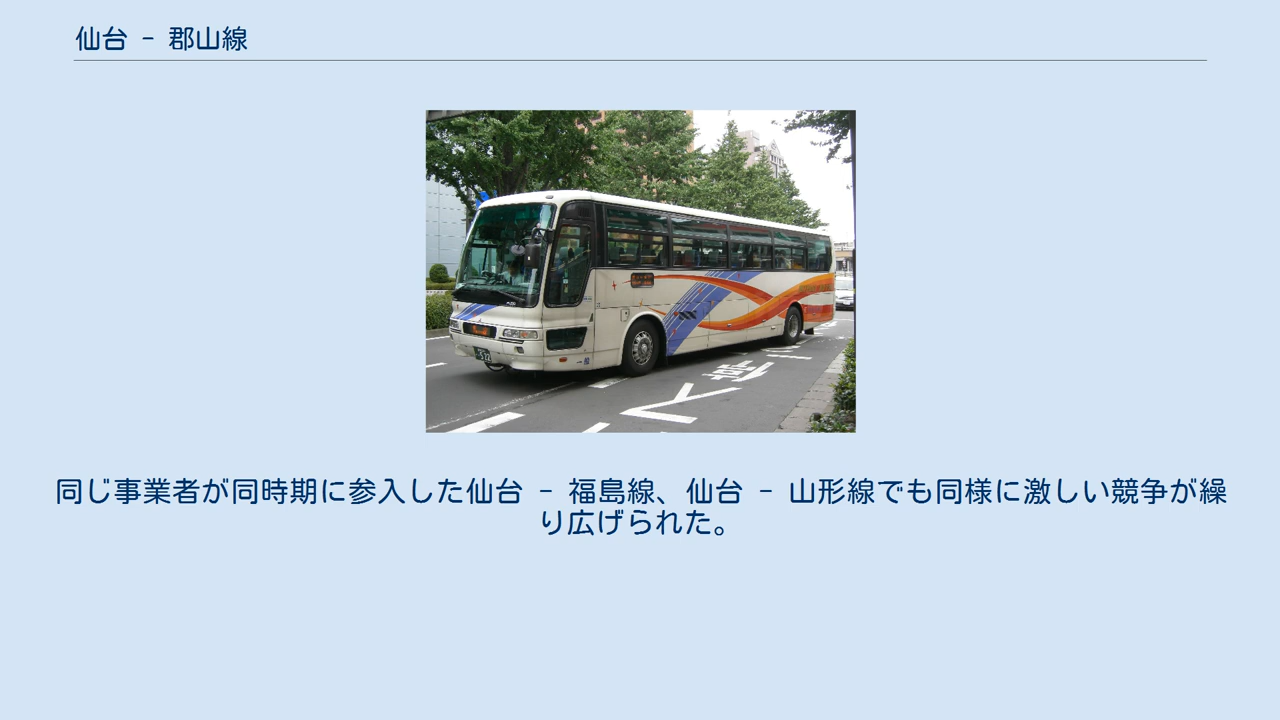 仙台 - 郡山線
同じ事業者が同時期に参入した仙台 - 福島線、仙台 - 山形線でも同様に激しい競争が繰
り広げられた。